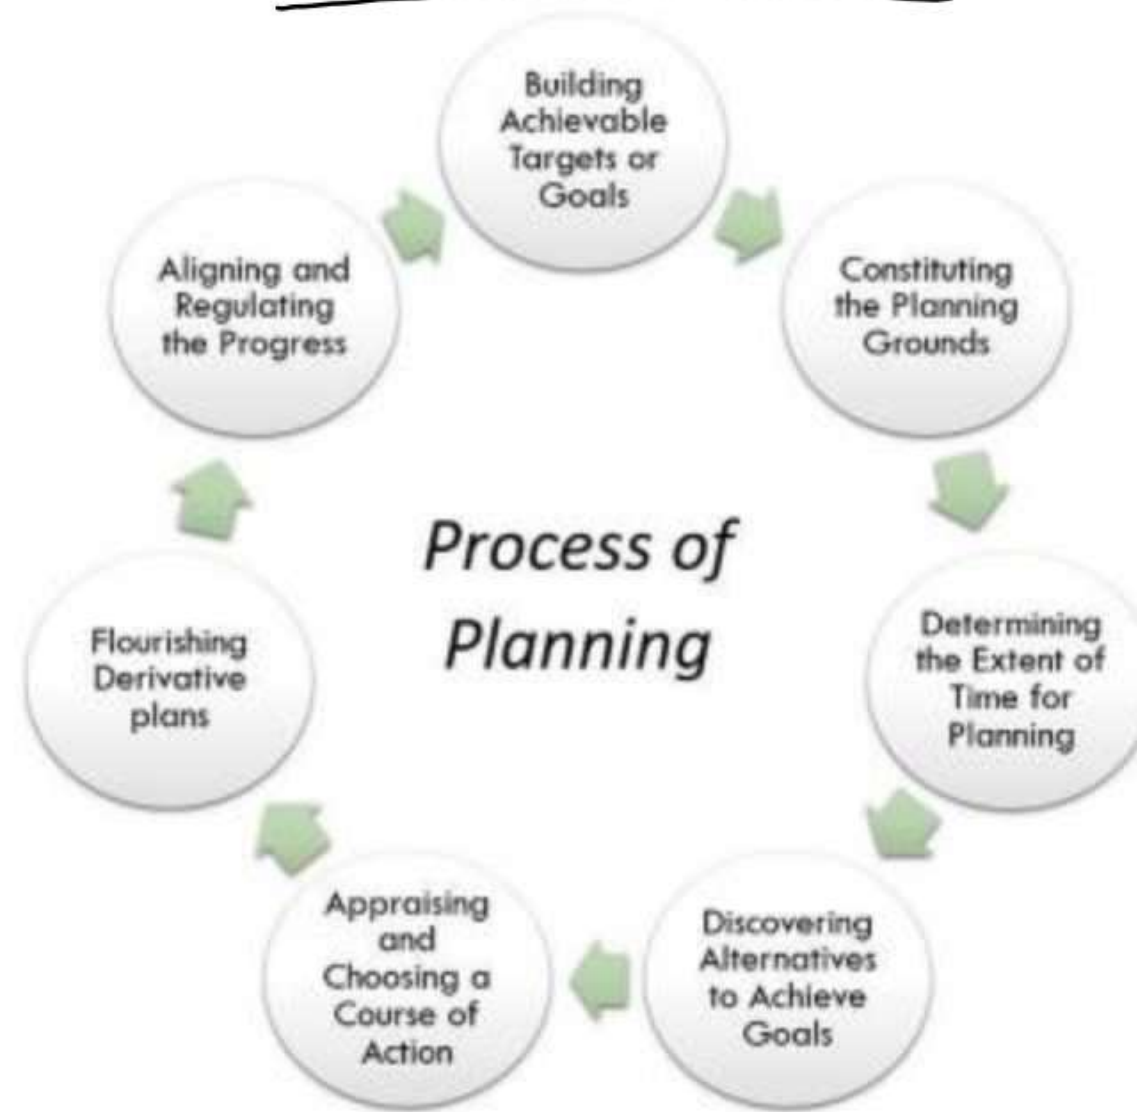 Building
Achievable
Targets or
Goals
Constituting
the Planning
Grounds
Determining
the Extent of
Time for
Planning
Discovering
Alternatives
to Achieve
Goals
Appraising
and
Choosing a
Course of
Action
Flourishing
Derivative
plans
Aligning and
Regulating
the Progress
Process of
Planning